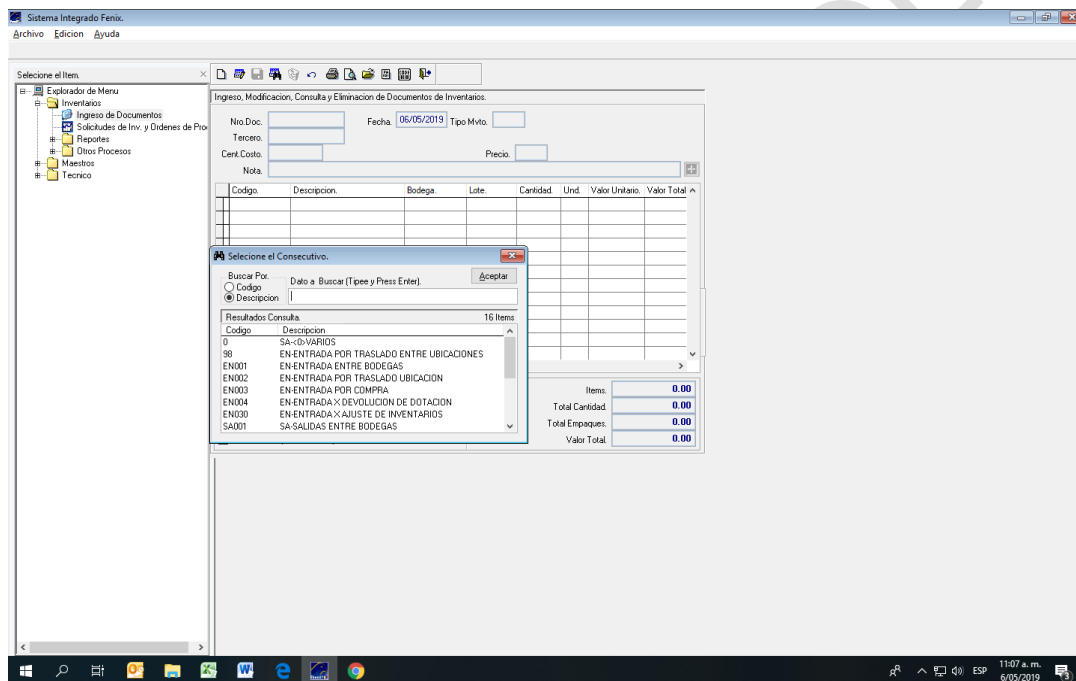 Sistema Integrado Fenix.
Archivo Edicion Ayuda
Selecione el Item.
Explorador de Menu
Inventarios
Ingreso de Documentos
Solicitudes de Inv. y Ordenes de Pro
Reportes
Otros Procesos
Maestros
Tecnico
Ingreso, Modificacion, Consulta y Eliminacion de Documentos de Inventarios.
Nro.Doc. Fecha. 06/05/2019 Tipo Mvto.
Tercero.
Cent.Costo. Precio.
Nota.
Codigo. Descripcion. Bodega. Lote. Cantidad. Und. Valor Unitario. Valor Total
Selecione el Consecutivo.
Buscar Por. Dato a Buscar (Tipee y Press Enter). Aceptar
Codigo
Descripcion
Resultados Consulta. 16 Items
Codigo Descripcion
0 SA-<0>VARIOS
98 EN-ENTRADA POR TRASLADO ENTRE UBICACIONES
EN001 EN-ENTRADA ENTRE BODEGAS
EN002 EN-ENTRADA POR TRASLADO UBICACION
EN003 EN-ENTRADA POR COMPRA
EN004 EN-ENTRADA X DEVOLUCION DE DOTACION
EN030 EN-ENTRADA X AJUSTE DE INVENTARIOS
SA001 SA-SALIDAS ENTRE BODEGAS
Items. 0.00
Total Cantidad. 0.00
Total Empaques. 0.00
Valor Total. 0.00
ESP
11:07 a. m.
6/05/2019
3